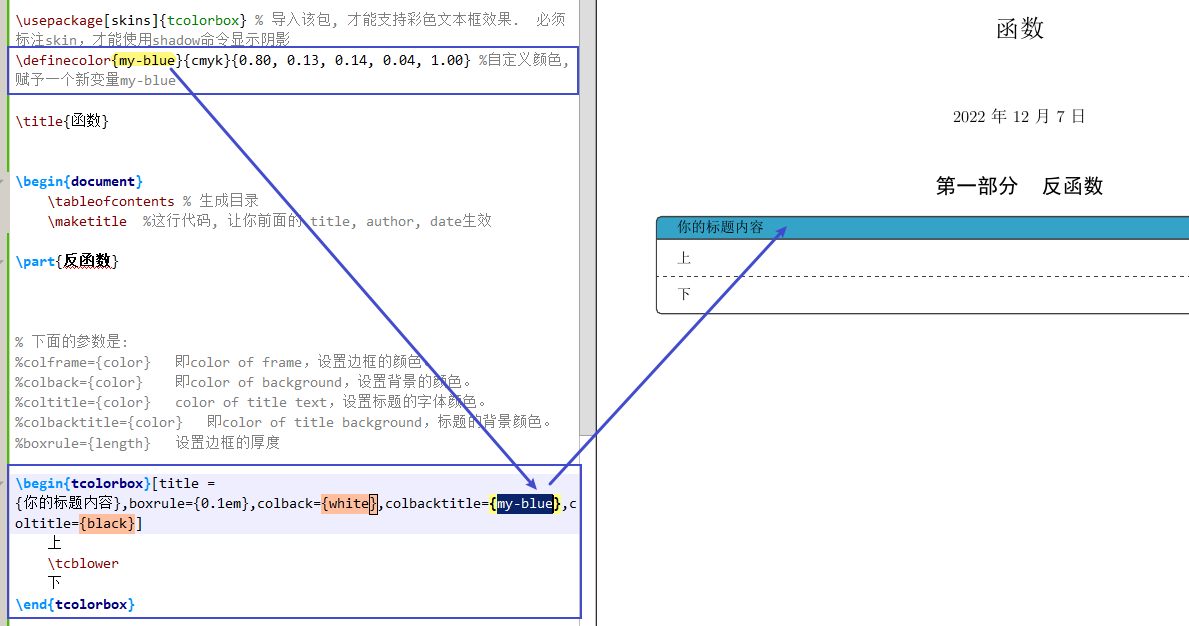 \usepackage[skins]{tcolorbox} % 导入该包, 才能支持彩色文本框效果. 必须
标注skin，才能使用shadow命令显示阴影
\definecolor{my-blue}{cmyk}{0.80, 0.13, 0.14, 0.04, 1.00} %自定义颜色,
赋予一个新变量my-blue
\title{函数}
\begin{document}
\tableofcontents % 生成目录
\maketitle %这行代码, 让你前面的 title, author, date生效
\part{反函数}
% 下面的参数是:
%colframe={color} 即color of frame，设置边框的颜色
%colback={color} 即color of background，设置背景的颜色。
%coltitle={color} color of title text，设置标题的字体颜色。
%colbacktitle={color} 即color of title background，标题的背景颜色。
%boxrule={length} 设置边框的厚度
\begin{tcolorbox}[title =
{你的标题内容},boxrule={0.1em},colback={white},colbacktitle={my-blue},c
oltitle={black}]
上
\tcblower
下
\end{tcolorbox}
函数
2022 年 12 月 7 日
第一部分 反函数
你的标题内容
上
下